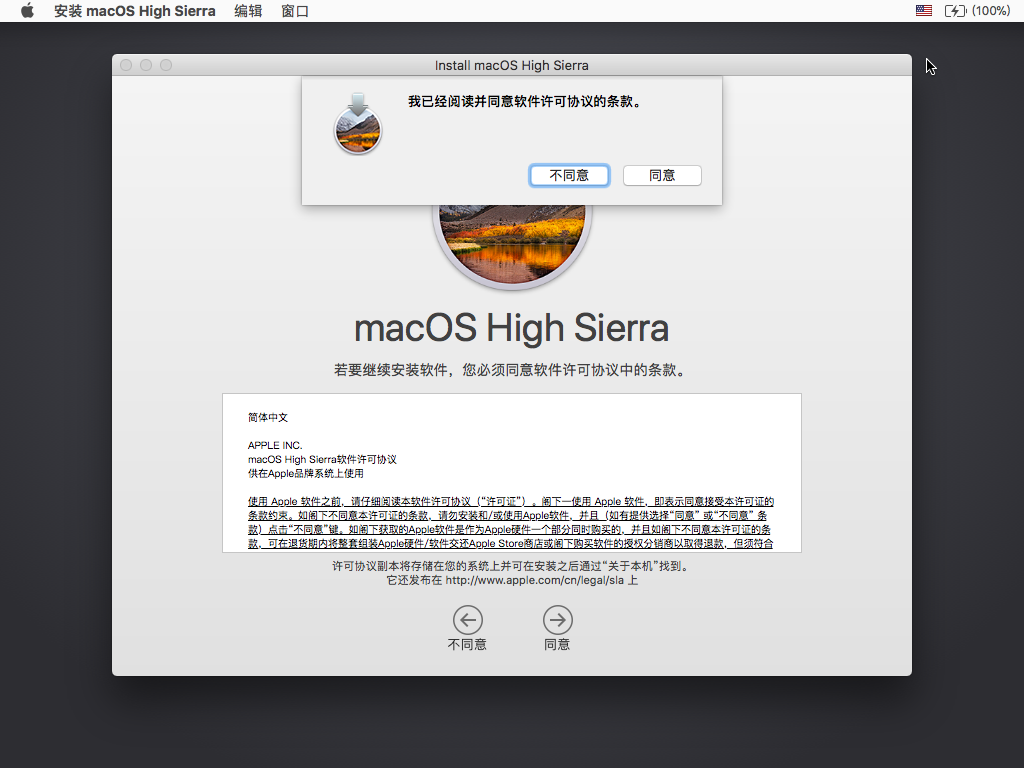 安装 macOS High Sierra 编辑 窗口 (100%)
Install macOS High Sierra
我已经阅读并同意软件许可协议的条款。
不同意 同意
macOS High Sierra
若要继续安装软件，您必须同意软件许可协议中的条款。
简体中文
APPLE INC.
macOS High Sierra软件许可协议
供在Apple品牌系统上使用
使用 Apple 软件之前，请仔细阅读本软件许可协议（“许可证”）。阁下一使用 Apple 软件，即表示同意接受本许可证的
条款约束。如阁下不同意本许可证的条款，请勿安装和/或使用Apple软件，并且（如有提供选择“同意” 或“不同意” 条
款）点击“不同意”键。如阁下获取的Apple软件是作为Apple硬件一个部分同时购买的，并且如阁下不同意本许可证的条
款，可在退货期内将整套组装Apple硬件/软件交还Apple Store商店或阁下购买软件的授权分销商以取得退款，但须符合
许可协议副本将存储在您的系统上并可在安装之后通过“关于本机”找到。
它还发布在 http://www.apple.com/cn/legal/sla 上
不同意 同意